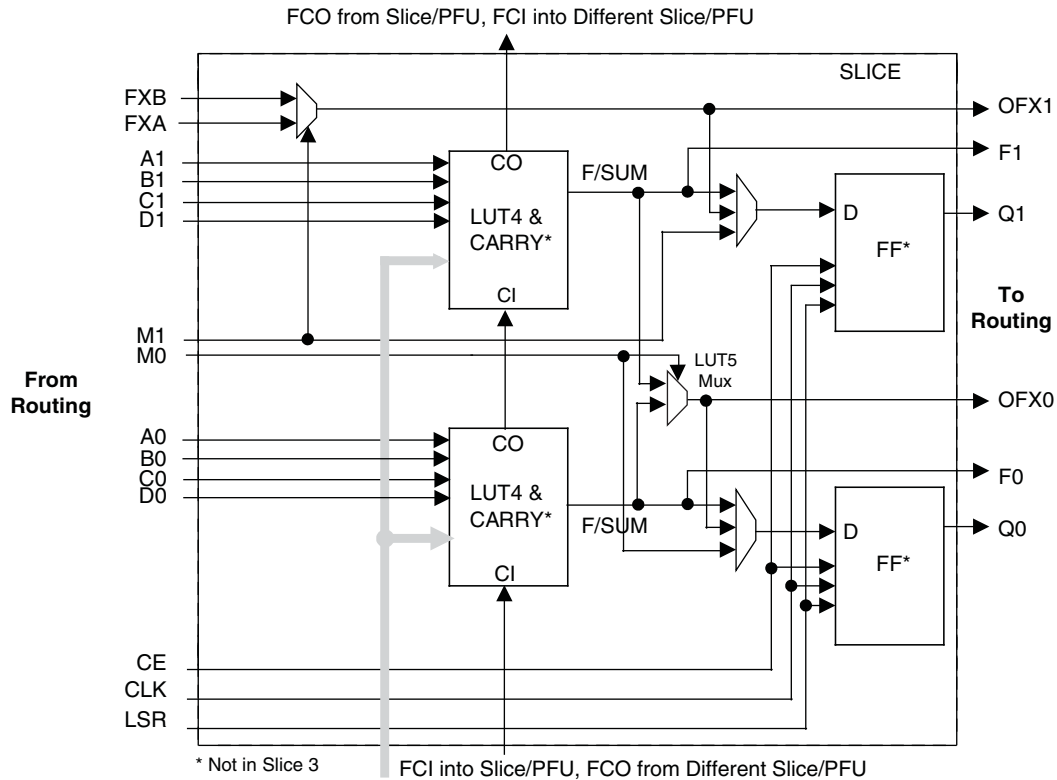 FCO from Slice/PFU, FCI into Different Slice/PFU
SLICE
FXB
FXA
OFX1
A1
B1
C1
D1
CO
LUT4 &
CARRY*
CI
F/SUM
F1
D
FF*
Q1
To
Routing
M1
M0
LUT5
Mux
From
Routing
OFX0
A0
B0
C0
D0
CO
LUT4 &
CARRY*
CI
F/SUM
F0
D
FF*
Q0
CE
CLK
LSR
* Not in Slice 3
FCI into Slice/PFU, FCO from Different Slice/PFU